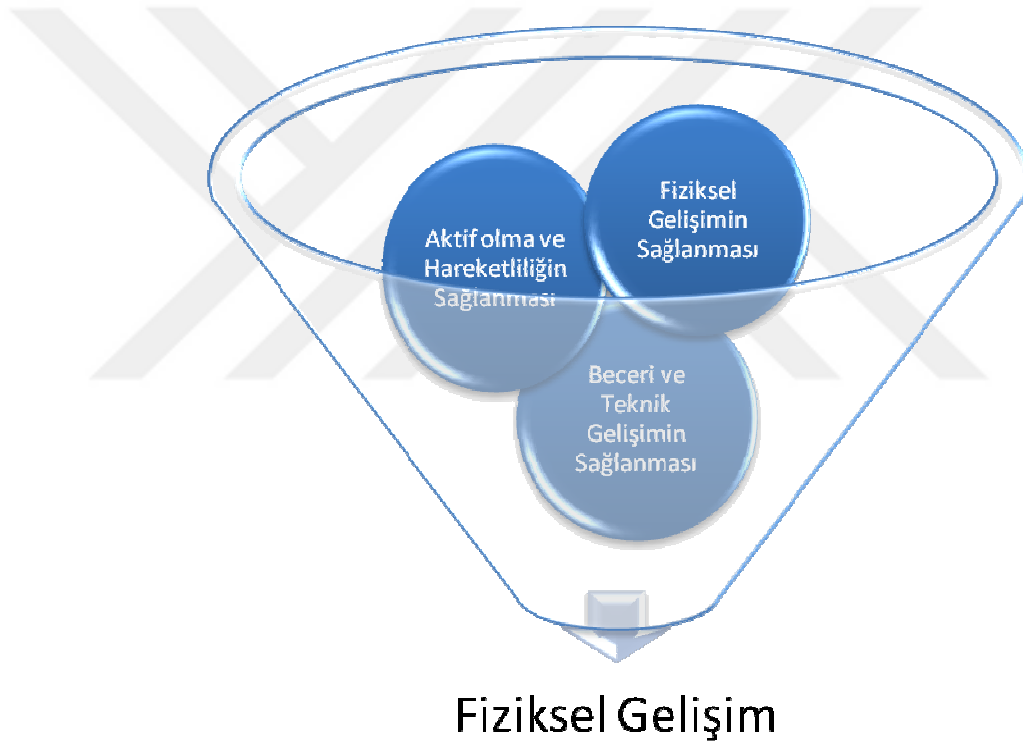 Fiziksel
Gelişimin
Sağlanması
Aktif olma ve
Hareketliliğin
Sağlanması
Beceri ve
Teknik
Gelişimin
Sağlanması
Fiziksel Gelişim